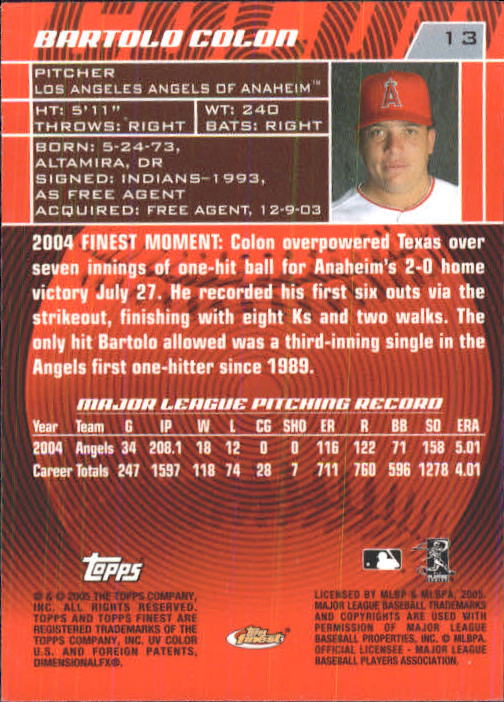 BARTOLO COLON
13
PITCHER
LOS ANGELES ANGELS OF ANAHEIM™
HT: 5'11" WT: 240
THROWS: RIGHT BATS: RIGHT
BORN: 5-24-73,
ALTAMIRA, DR
SIGNED: INDIANS-1993,
AS FREE AGENT
ACQUIRED: FREE AGENT, 12-9-03
A
2004 FINEST MOMENT: Colon overpowered Texas over
seven innings of one-hit ball for Anaheim's 2-0 home
victory July 27. He recorded his first six outs via the
strikeout, finishing with eight Ks and two walks. The
only hit Bartolo allowed was a third-inning single in the
Angels first one-hitter since 1989.
MAJOR LEAGUE PITCHING RECORD
Year Team G IP W L CG SHO ER R BB SO ERA
2004 Angels 34 208.1 18 12 0 0 116 122 71 158 5.01
Career Totals 247 1597 118 74 28 7 711 760 596 1278 4.01
Topps
® & © 2005 THE TOPPS COMPANY,
INC. ALL RIGHTS RESERVED.
TOPPS AND TOPPS FINEST ARE
REGISTERED TRADEMARKS OF THE
TOPPS COMPANY, INC. UV COLOR
U.S. AND FOREIGN PATENTS,
DIMENSIONALFX®.
Topps
finest
LICENSED BY MLBP & MLBPA, 2005.
MAJOR LEAGUE BASEBALL TRADEMARKS
AND COPYRIGHTS ARE USED WITH
PERMISSION OF MAJOR LEAGUE
BASEBALL PROPERTIES, INC. © MLBPA.
OFFICIAL LICENSEE - MAJOR LEAGUE
BASEBALL PLAYERS ASSOCIATION.